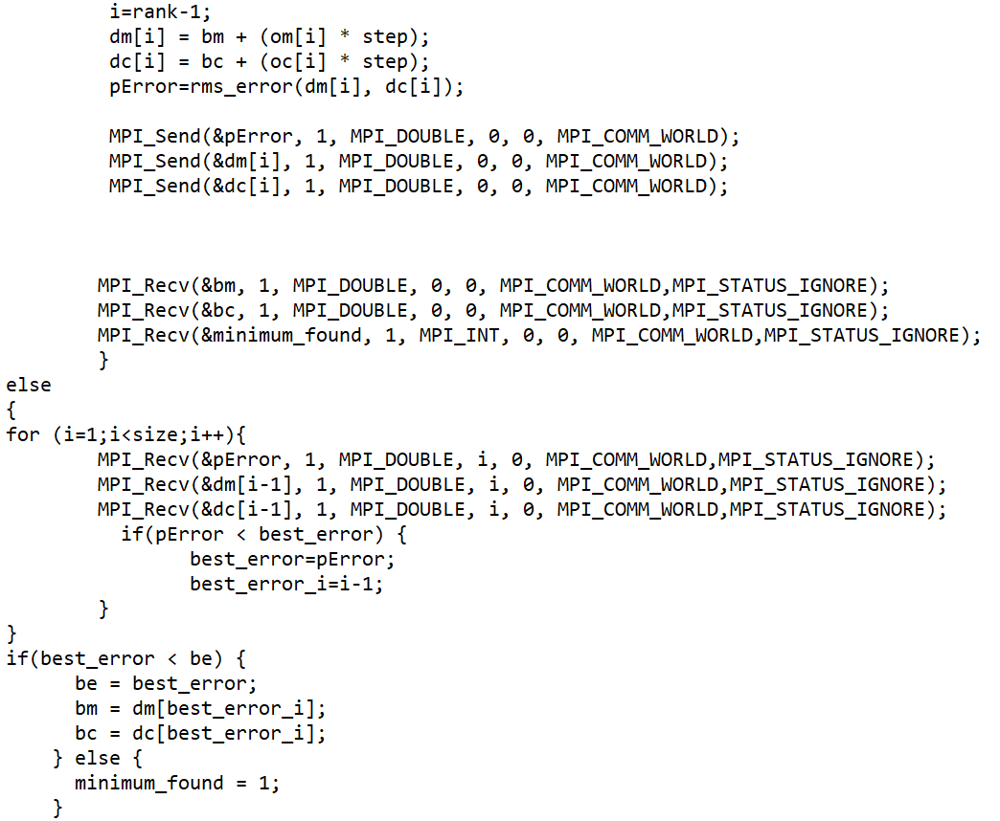 i=rank-1;
dm[i] = bm + (om[i] * step);
dc[i] = bc + (oc[i] * step);
pError=rms_error(dm[i], dc[i]);
MPI_Send(&pError, 1, MPI_DOUBLE, 0, 0, MPI_COMM_WORLD);
MPI_Send(&dm[i], 1, MPI_DOUBLE, 0, 0, MPI_COMM_WORLD);
MPI_Send(&dc[i], 1, MPI_DOUBLE, 0, 0, MPI_COMM_WORLD);
MPI_Recv(&bm, 1, MPI_DOUBLE, 0, 0, MPI_COMM_WORLD,MPI_STATUS_IGNORE);
MPI_Recv(&bc, 1, MPI_DOUBLE, 0, 0, MPI_COMM_WORLD,MPI_STATUS_IGNORE);
MPI_Recv(&minimum_found, 1, MPI_INT, 0, 0, MPI_COMM_WORLD,MPI_STATUS_IGNORE);
}
else
{
for (i=1;i<size;i++){
MPI_Recv(&pError, 1, MPI_DOUBLE, i, 0, MPI_COMM_WORLD,MPI_STATUS_IGNORE);
MPI_Recv(&dm[i-1], 1, MPI_DOUBLE, i, 0, MPI_COMM_WORLD,MPI_STATUS_IGNORE);
MPI_Recv(&dc[i-1], 1, MPI_DOUBLE, i, 0, MPI_COMM_WORLD,MPI_STATUS_IGNORE);
if(pError < best_error) {
best_error=pError;
best_error_i=i-1;
}
}
if(best_error < be) {
be = best_error;
bm = dm[best_error_i];
bc = dc[best_error_i];
} else {
minimum_found = 1;
}